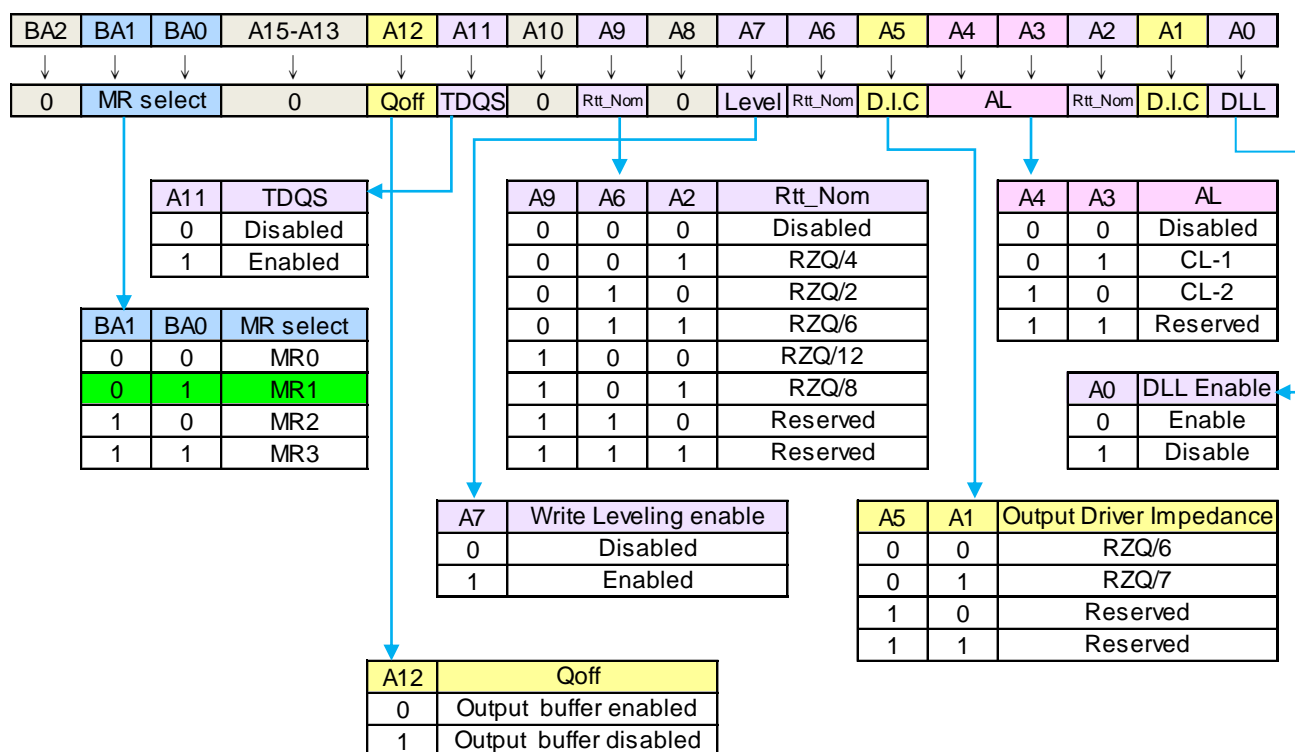 BA2 BA1 BA0 A15-A13 A12 A11 A10 A9 A8 A7 A6 A5 A4 A3 A2 A1 A0
0 MR select 0 Qoff TDQS 0 Rtt_Nom 0 Level Rtt_Nom D.I.C AL Rtt_Nom D.I.C DLL
A11 TDQS
0 Disabled
1 Enabled
BA1 BA0 MR select
0 0 MR0
0 1 MR1
1 0 MR2
1 1 MR3
A9 A6 A2 Rtt_Nom
0 0 0 Disabled
0 0 1 RZQ/4
0 1 0 RZQ/2
0 1 1 RZQ/6
1 0 0 RZQ/12
1 0 1 RZQ/8
1 1 0 Reserved
1 1 1 Reserved
A4 A3 AL
0 0 Disabled
0 1 CL-1
1 0 CL-2
1 1 Reserved
A0 DLL Enable
0 Enable
1 Disable
A7 Write Leveling enable
0 Disabled
1 Enabled
A5 A1 Output Driver Impedance
0 0 RZQ/6
0 1 RZQ/7
1 0 Reserved
1 1 Reserved
A12 Qoff
0 Output buffer enabled
1 Output buffer disabled